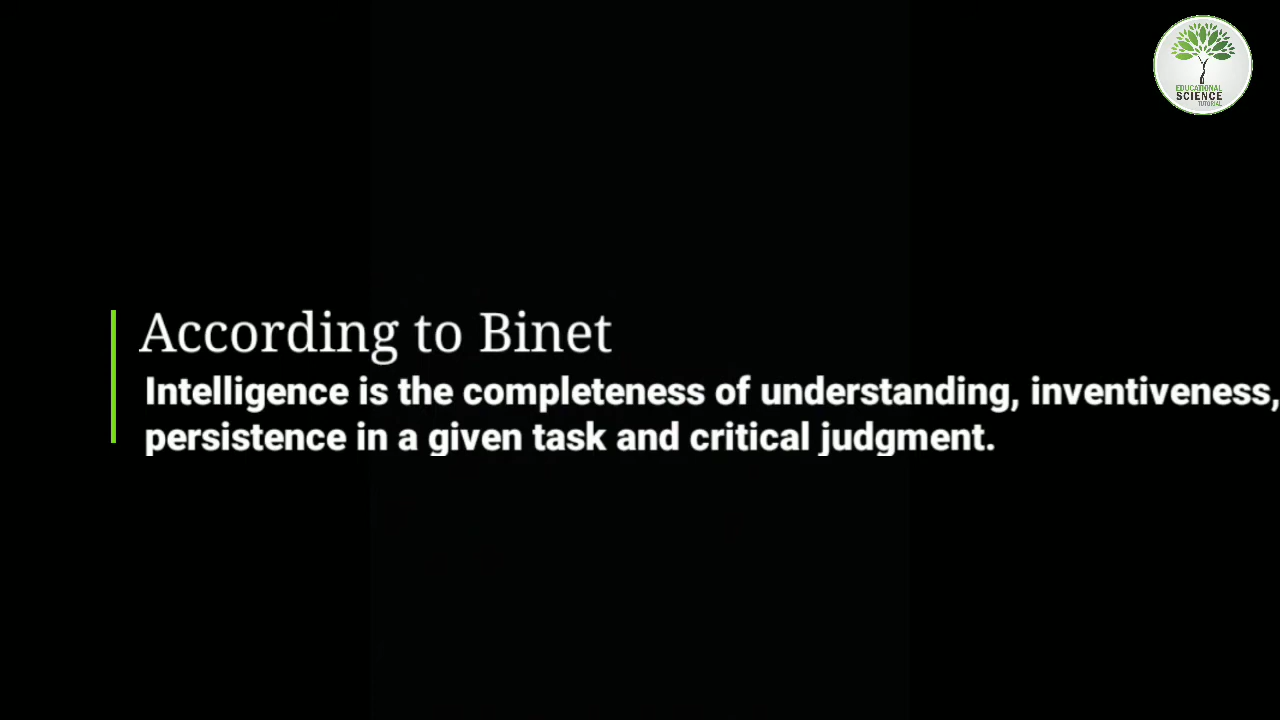 EDUCATIONAL
SCIENCE
TUTORIAL
According to Binet
Intelligence is the completeness of understanding, inventiveness,
persistence in a given task and critical judgment.